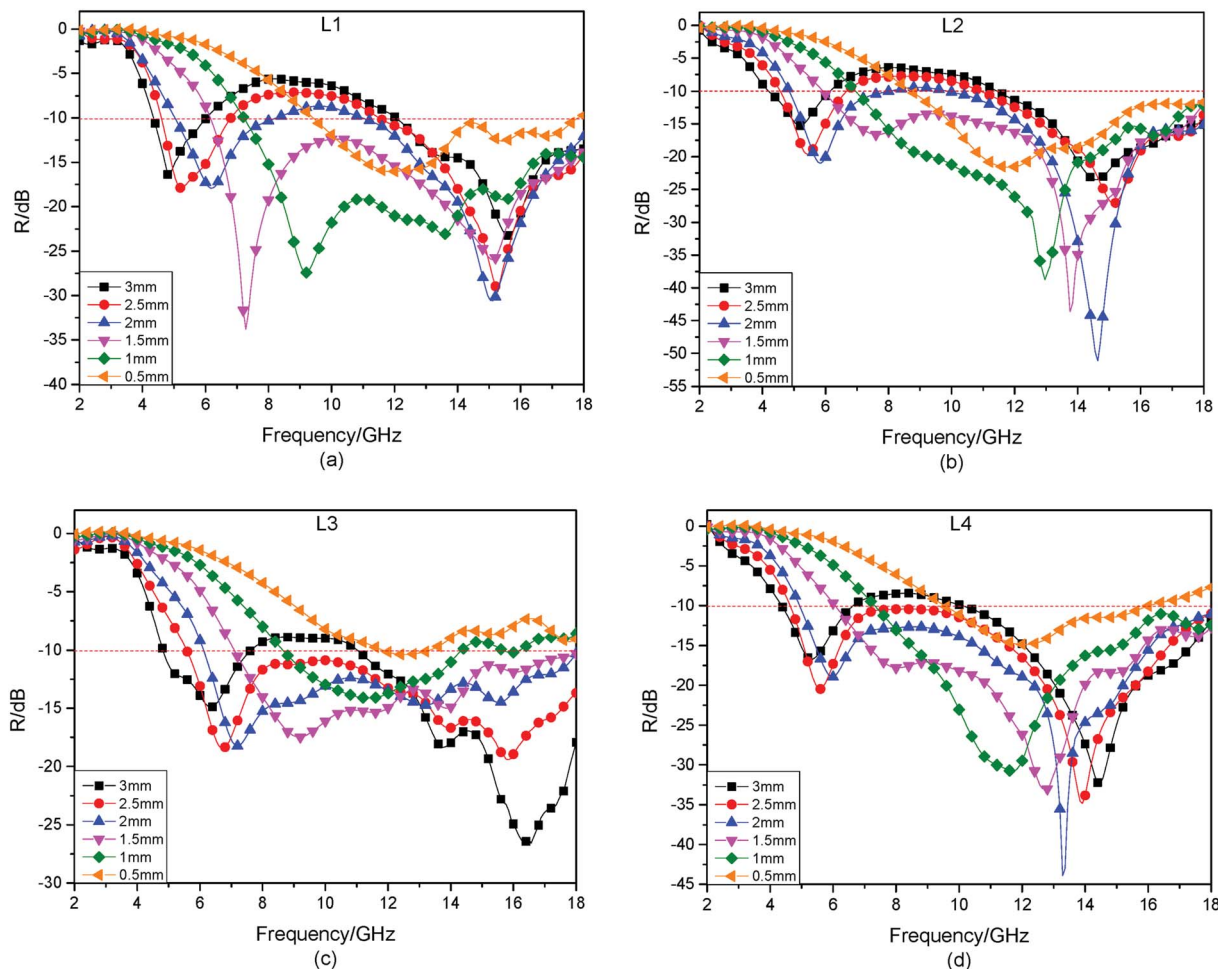 L1
0
-5
-10
-15
-20
-25
-30
-35
-40
R/dB
3mm
2.5mm
2mm
1.5mm
1mm
0.5mm
2 4 6 8 10 12 14 16 18
Frequency/GHz
(a)
L2
0
-5
-10
-15
-20
-25
-30
-35
-40
-45
-50
-55
R/dB
3mm
2.5mm
2mm
1.5mm
1mm
0.5mm
2 4 6 8 10 12 14 16 18
Frequency/GHz
(b)
L3
0
-5
-10
-15
-20
-25
-30
R/dB
3mm
2.5mm
2mm
1.5mm
1mm
0.5mm
2 4 6 8 10 12 14 16 18
Frequency/GHz
(c)
L4
0
-5
-10
-15
-20
-25
-30
-35
-40
-45
R/dB
3mm
2.5mm
2mm
1.5mm
1mm
0.5mm
2 4 6 8 10 12 14 16 18
Frequency/GHz
(d)